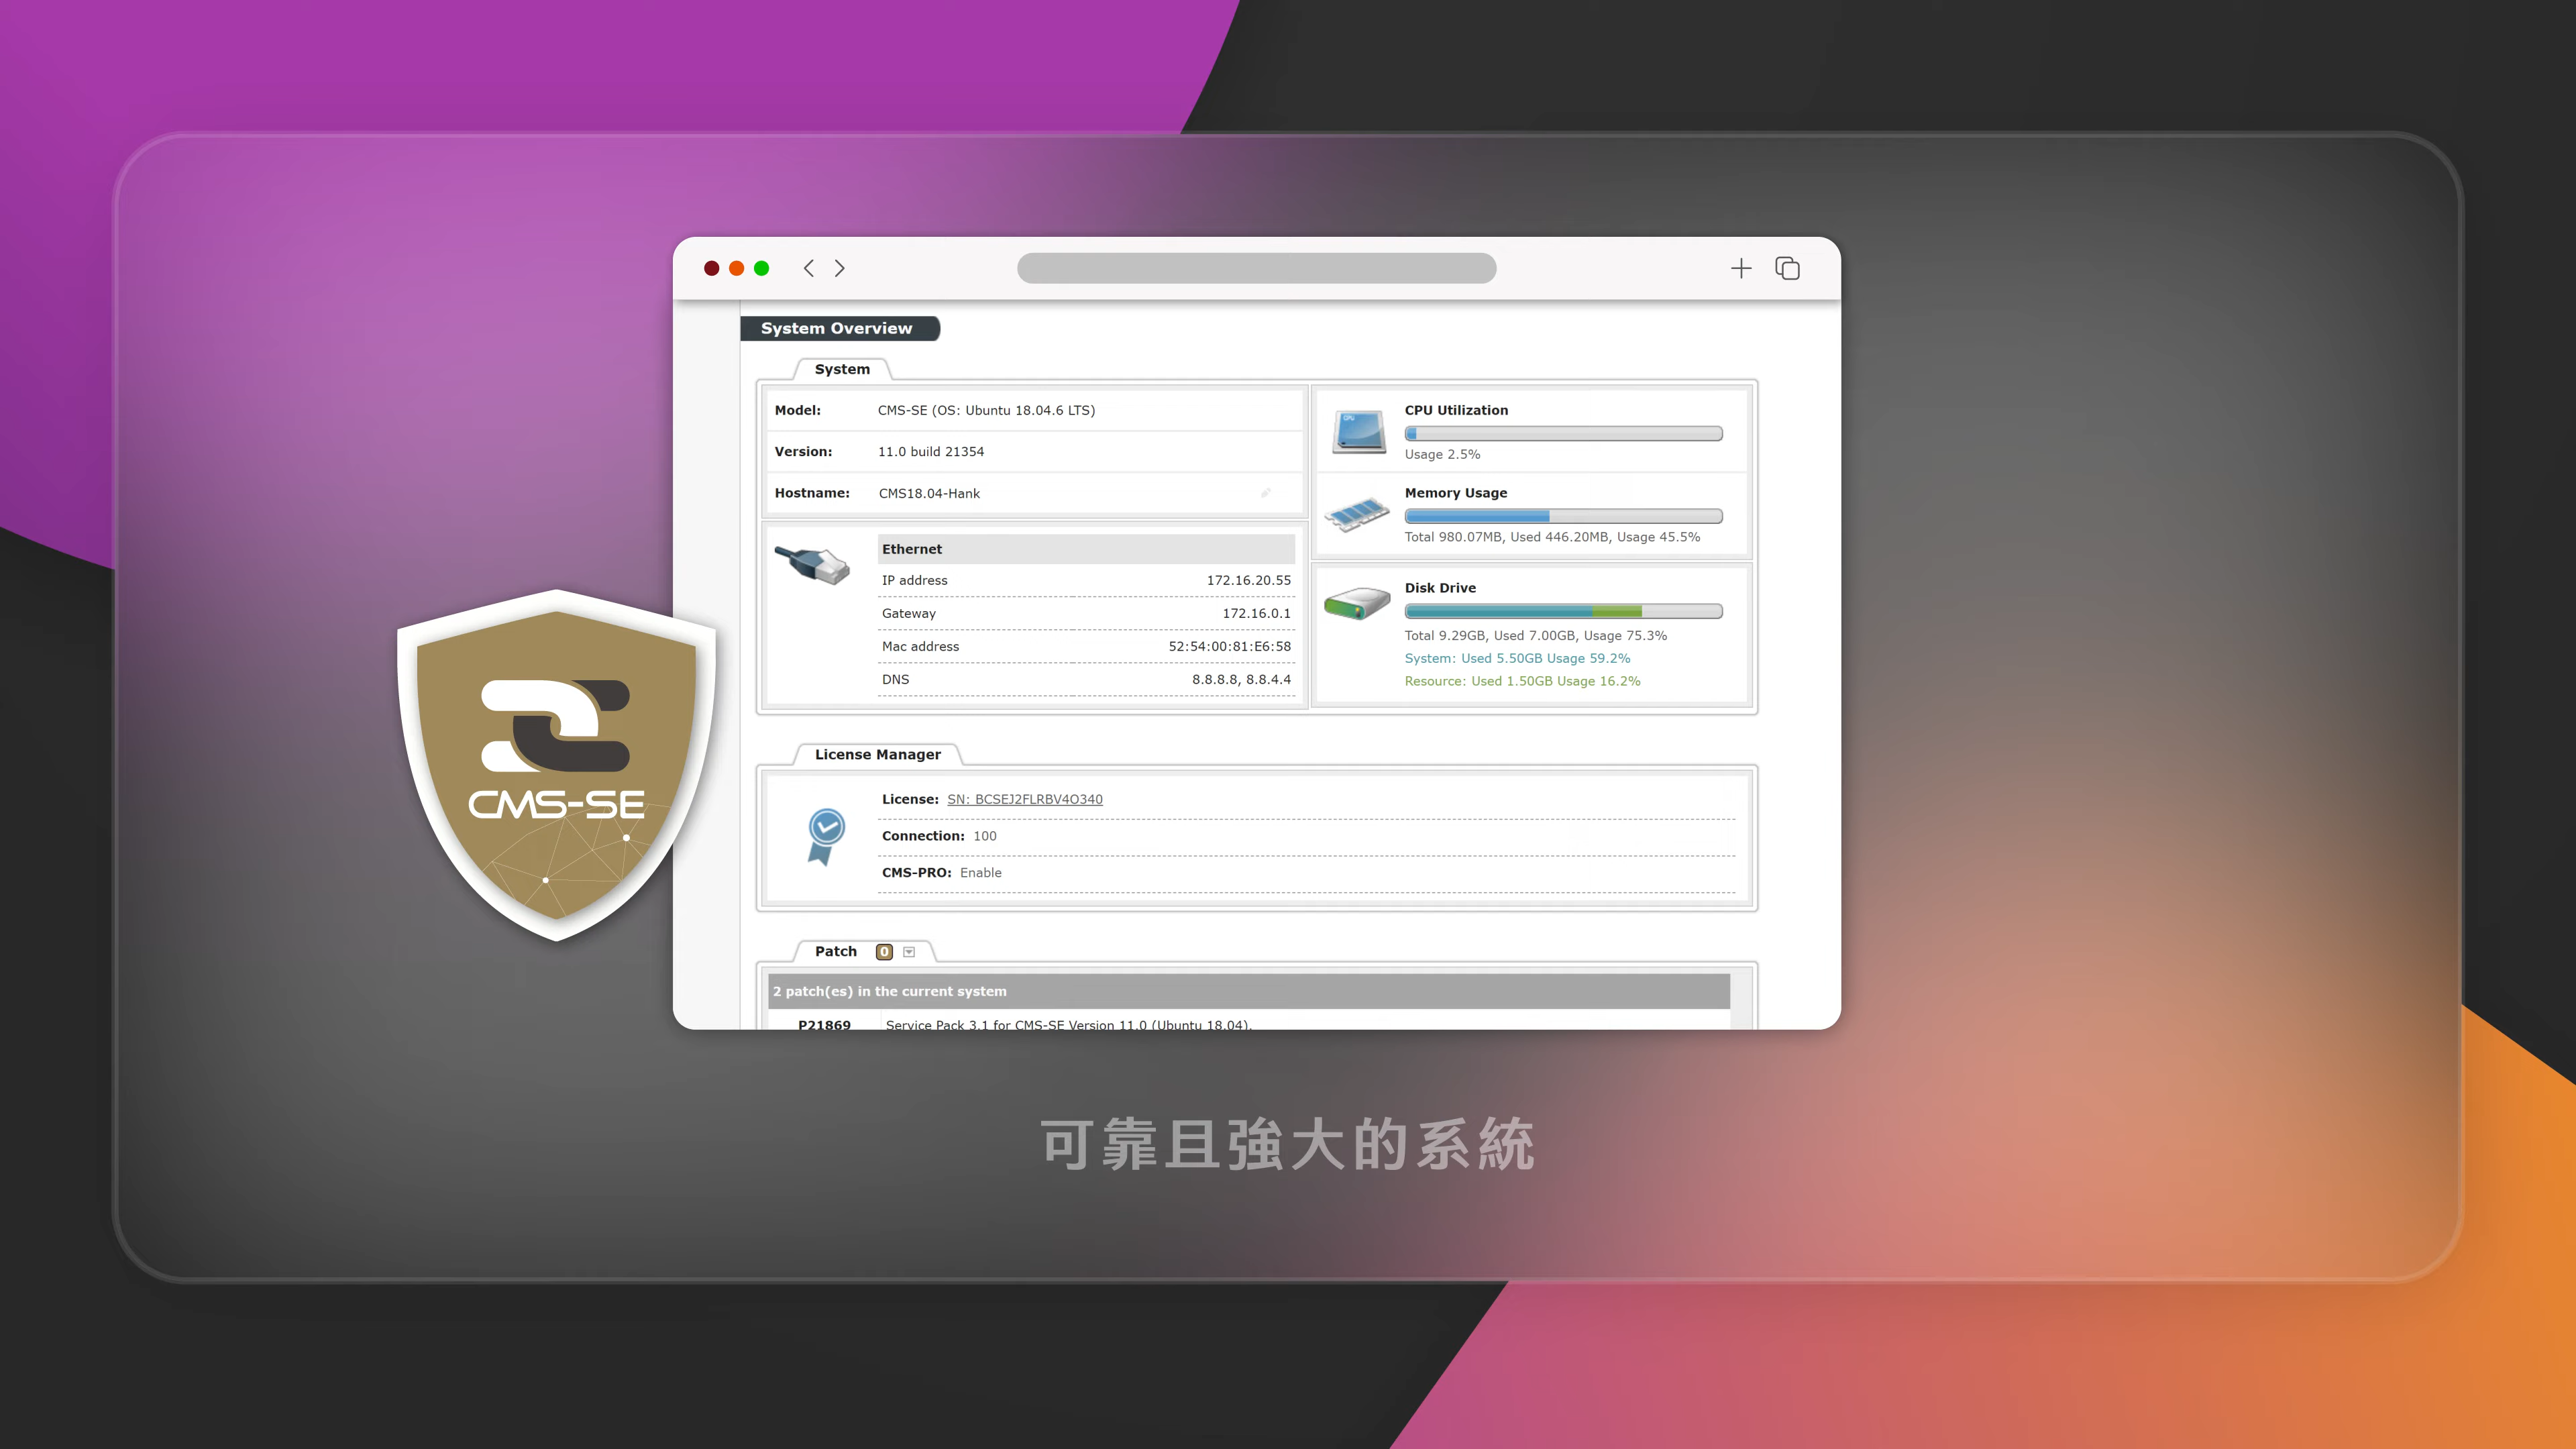 System Overview
System
Model: CMS-SE (OS: Ubuntu 18.04.6 LTS)
Version: 11.0 build 21354
Hostname: CMS18.04-Hank
Ethernet
IP address 172.16.20.55
Gateway 172.16.0.1
Mac address 52:54:00:81:E6:58
DNS 8.8.8.8, 8.8.4.4
CPU
CPU Utilization
Usage 2.5%
Memory Usage
Total 980.07MB, Used 446.20MB, Usage 45.5%
Disk Drive
Total 9.29GB, Used 7.00GB, Usage 75.3%
System: Used 5.50GB Usage 59.2%
Resource: Used 1.50GB Usage 16.2%
CMS-SE
License Manager
License: SN: BCSEJ2FLRBV4O340
Connection: 100
CMS-PRO: Enable
Patch 0
2 patch(es) in the current system
P21869 Service Pack 3.1 for CMS-SE Version 11.0 (Ubuntu 18.04).
可靠且強大的系統